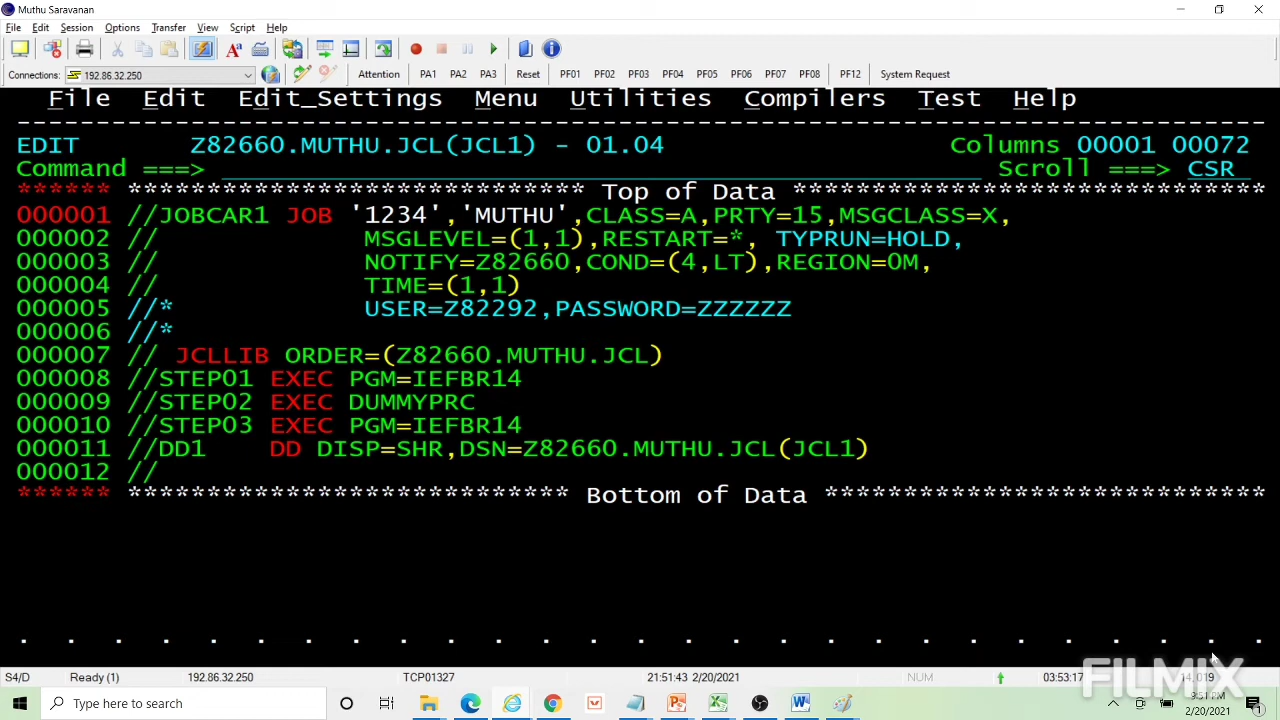 Muthu Saravanan
File Edit Session Options Transfer View Script Help
Attention PA1 PA2 PA3 Reset PF01 PF02 PF03 PF04 PF05 PF06 PF07 PF08 PF12 System Request
Connections: 192.86.32.250
File Edit Edit_Settings Menu Utilities Compilers Test Help
--------------------------------------------------------------------------------
EDIT Z82660.MUTHU.JCL(JCL1) - 01.04 Columns 00001 00072
Command ===> Scroll ===> CSR
****** ***************************** Top of Data ******************************
000001 //JOBCAR1 JOB '1234','MUTHU',CLASS=A,PRTY=15,MSGCLASS=X,
000002 // MSGLEVEL=(1,1),RESTART=*, TYPRUN=HOLD,
000003 // NOTIFY=Z82660,COND=(4,LT),REGION=0M,
000004 // TIME=(1,1)
000005 //* USER=Z82292,PASSWORD=ZZZZZZ
000006 //*
000007 // JCLLIB ORDER=(Z82660.MUTHU.JCL)
000008 //STEP01 EXEC PGM=IEFBR14
000009 //STEP02 EXEC DUMMYPRC
000010 //STEP03 EXEC PGM=IEFBR14
000011 //DD1 DD DISP=SHR,DSN=Z82660.MUTHU.JCL(JCL1)
000012 //
****** **************************** Bottom of Data ****************************
. . . . . . . . . . . . . . . . . . . . . . . . . . .
S4/D Ready (1) 192.86.32.250 TCP01327 21:51:43 2/20/2021 NUM 03:53:17
FILMIX
Type here to search
2/20/2021